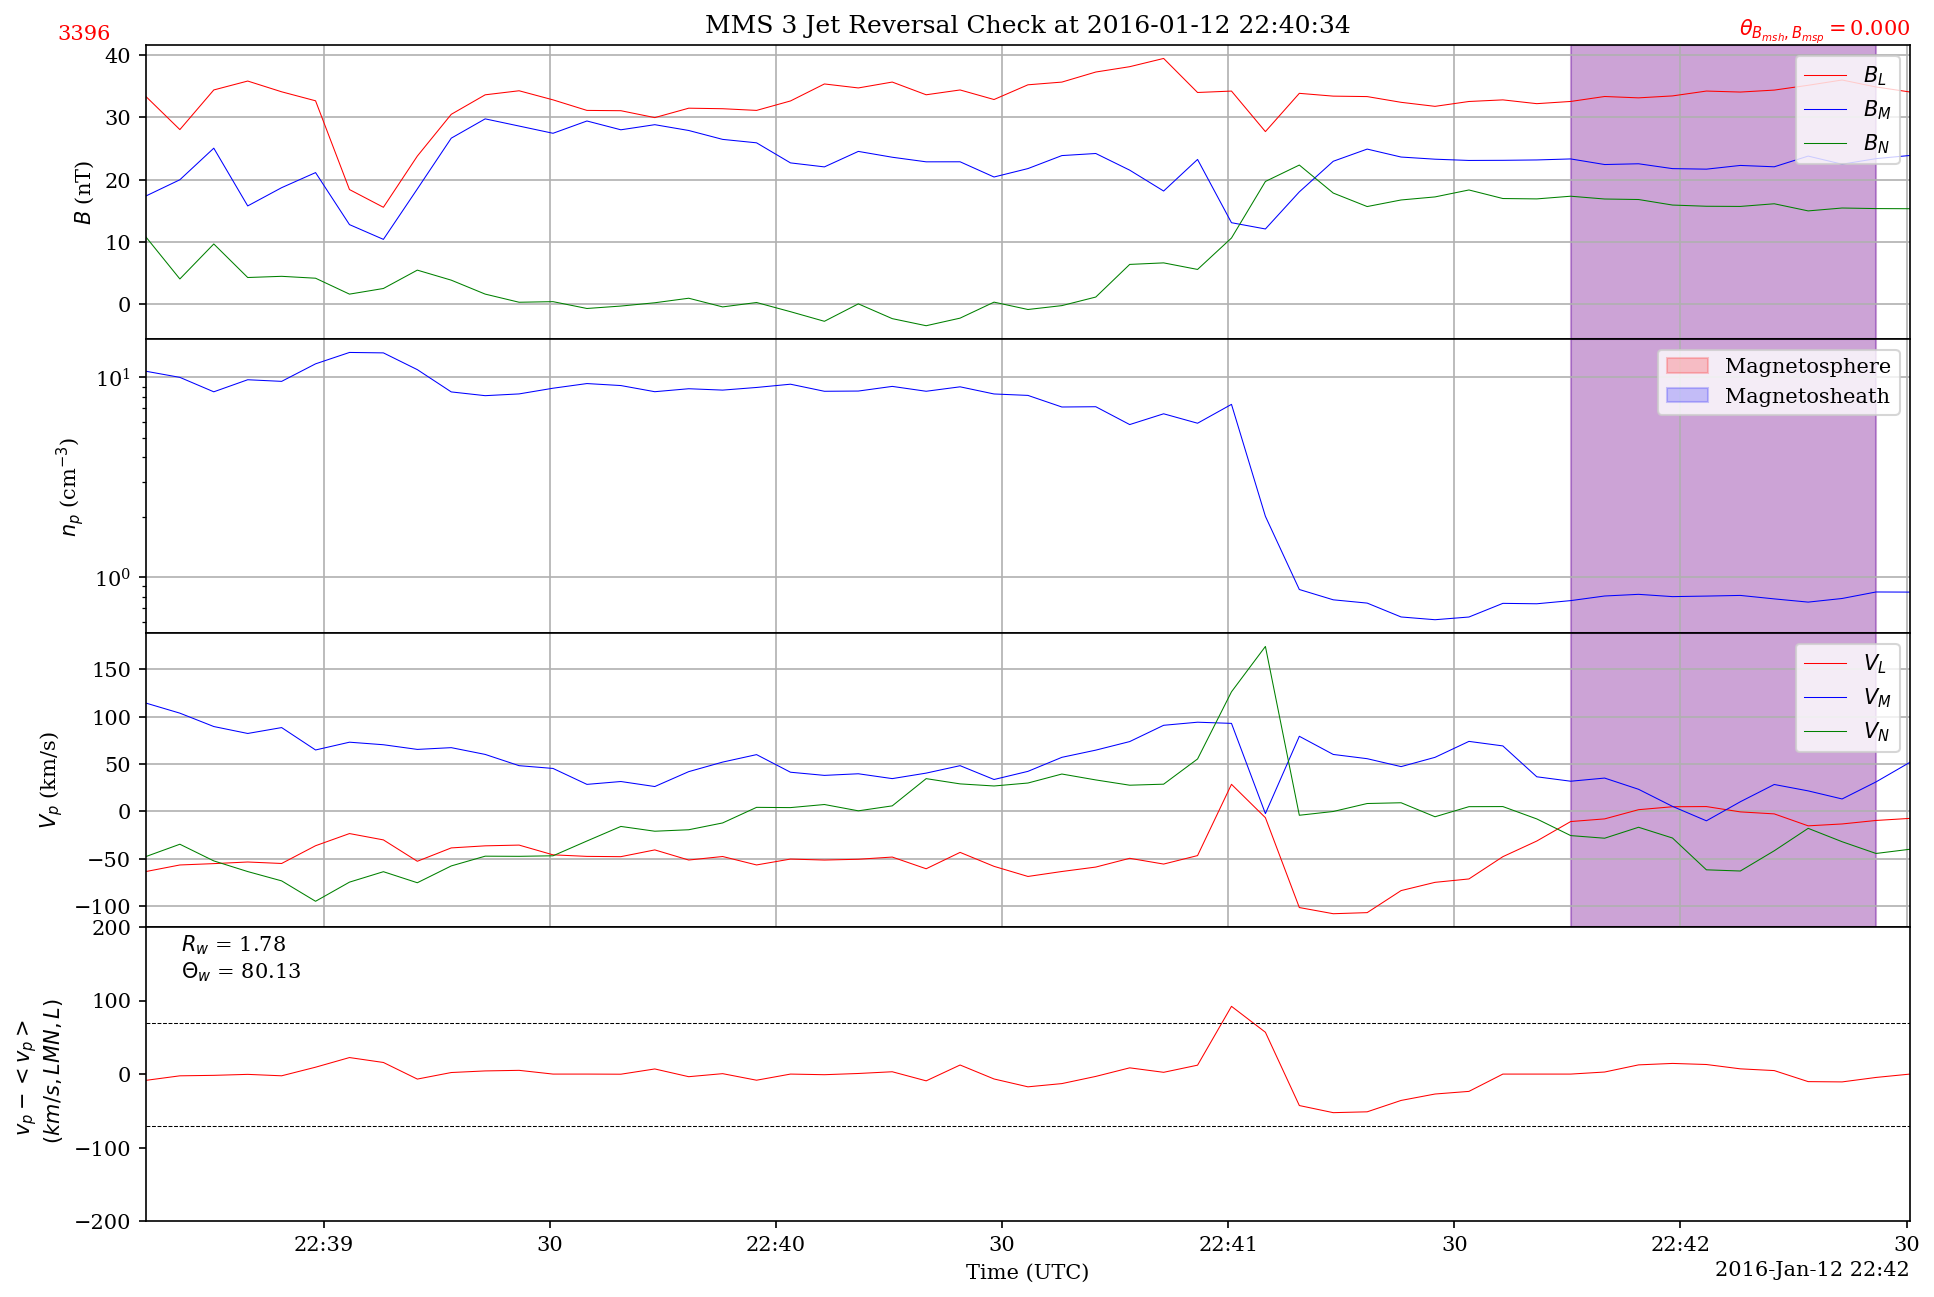 3396
MMS 3 Jet Reversal Check at 2016-01-12 22:40:34
θ_{B_{msh}, B_{msp}} = 0.000
40
30
20
10
0
B (nT)
B_L
B_M
B_N
10^1
10^0
n_p (cm^{−3})
Magnetosphere
Magnetosheath
150
100
50
0
−50
−100
V_p (km/s)
V_L
V_M
V_N
200
100
0
−100
−200
v_p − <v_p>
(km/s, LMN, L)
R_w = 1.78
Θ_w = 80.13
22:39 30 22:40 30 22:41 30 22:42 30
Time (UTC)
2016-Jan-12 22:42